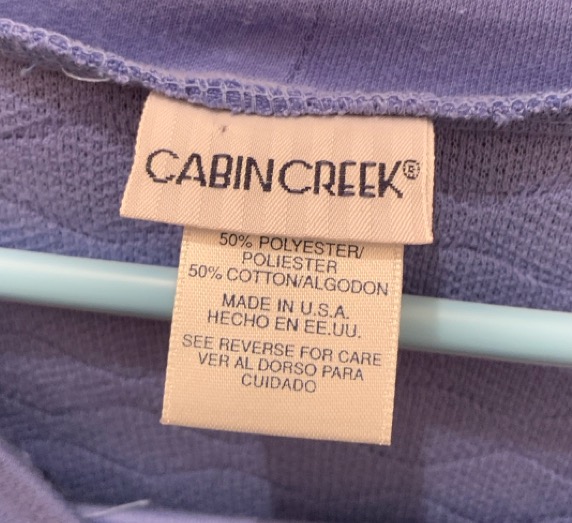 CABIN CREEK®
50% POLYESTER/
POLIESTER
50% COTTON/ALGODON
MADE IN U.S.A.
HECHO EN EE.UU.
SEE REVERSE FOR CARE
VER AL DORSO PARA
CUIDADO